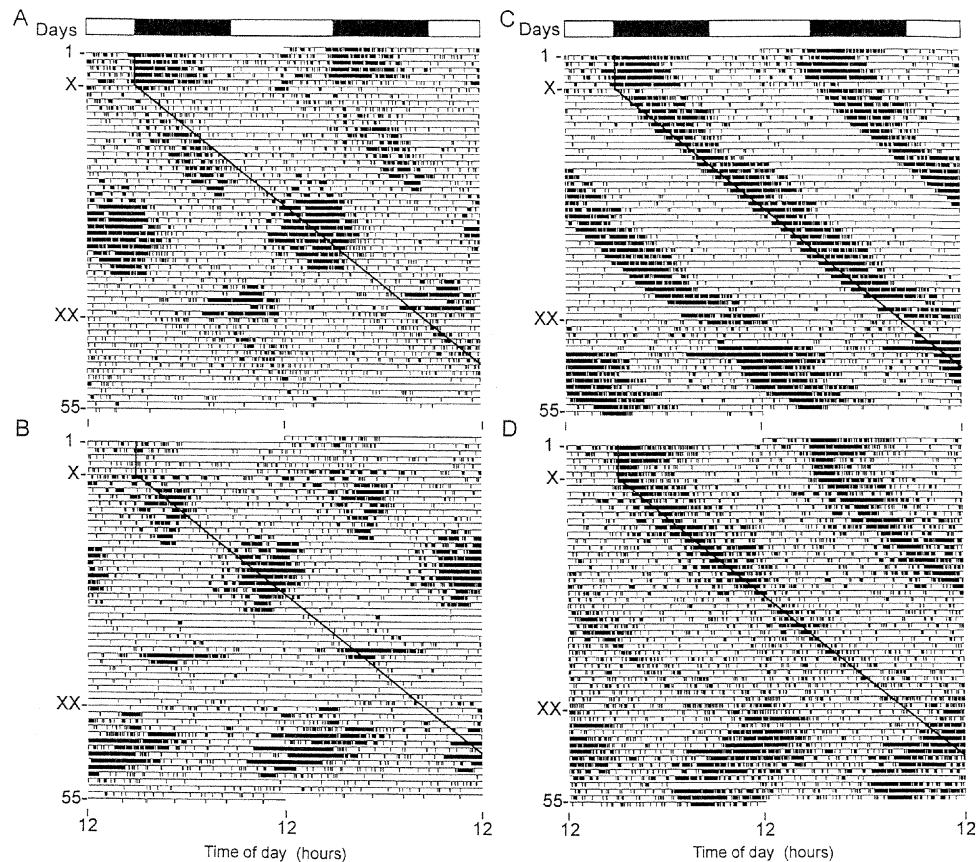 A
Days
1
X
XX
55
B
1
X
XX
55
12 12 12
Time of day (hours)
C
Days
1
X
XX
55
D
1
X
XX
55
12 12 12
Time of day (hours)